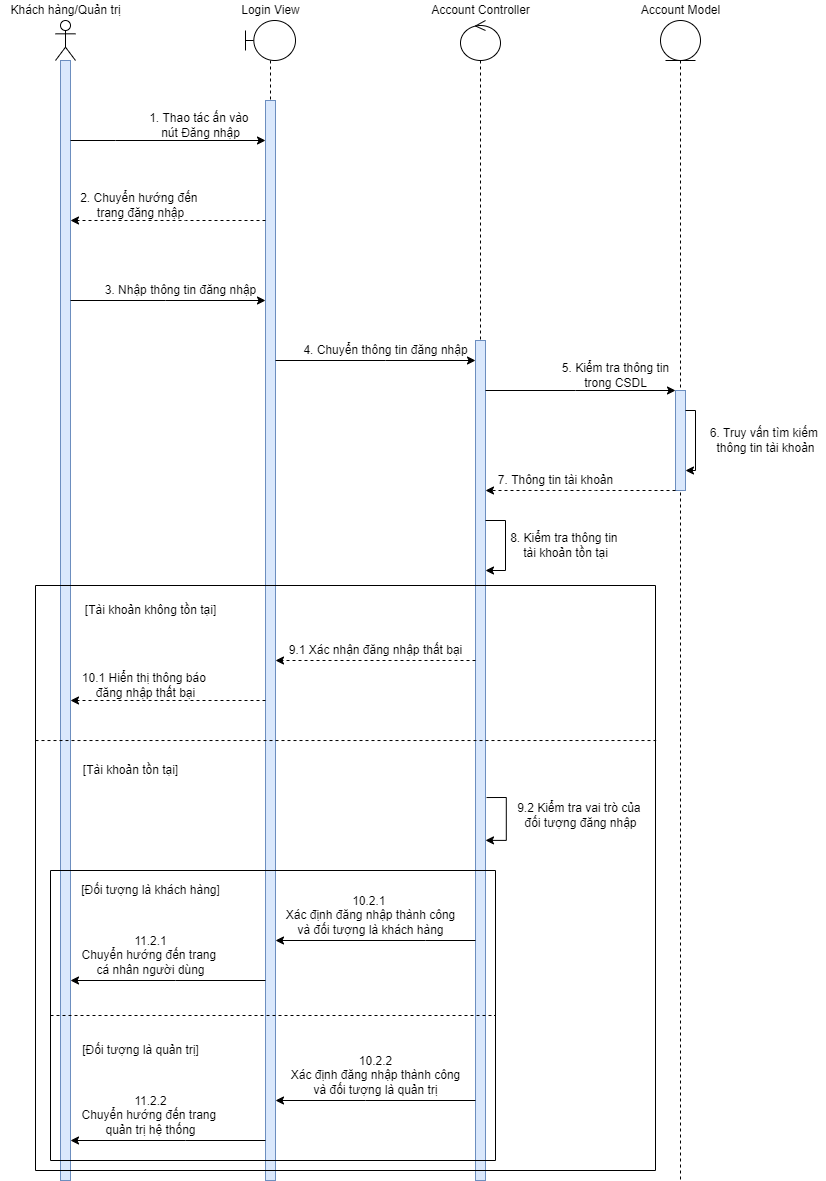 Khách hàng/Quản trị
Login View
Account Controller
Account Model
1. Thao tác ấn vào
nút Đăng nhập
2. Chuyển hướng đến
trang đăng nhập
3. Nhập thông tin đăng nhập
4. Chuyển thông tin đăng nhập
5. Kiểm tra thông tin
trong CSDL
6. Truy vấn tìm kiếm
thông tin tài khoản
7. Thông tin tài khoản
8. Kiểm tra thông tin
tài khoản tồn tại
[Tài khoản không tồn tại]
9.1 Xác nhận đăng nhập thất bại
10.1 Hiển thị thông báo
đăng nhập thất bại
[Tài khoản tồn tại]
9.2 Kiểm tra vai trò của
đối tượng đăng nhập
[Đối tượng là khách hàng]
10.2.1
Xác định đăng nhập thành công
và đối tượng là khách hàng
11.2.1
Chuyển hướng đến trang
cá nhân người dùng
[Đối tượng là quản trị]
10.2.2
Xác định đăng nhập thành công
và đối tượng là quản trị
11.2.2
Chuyển hướng đến trang
quản trị hệ thống